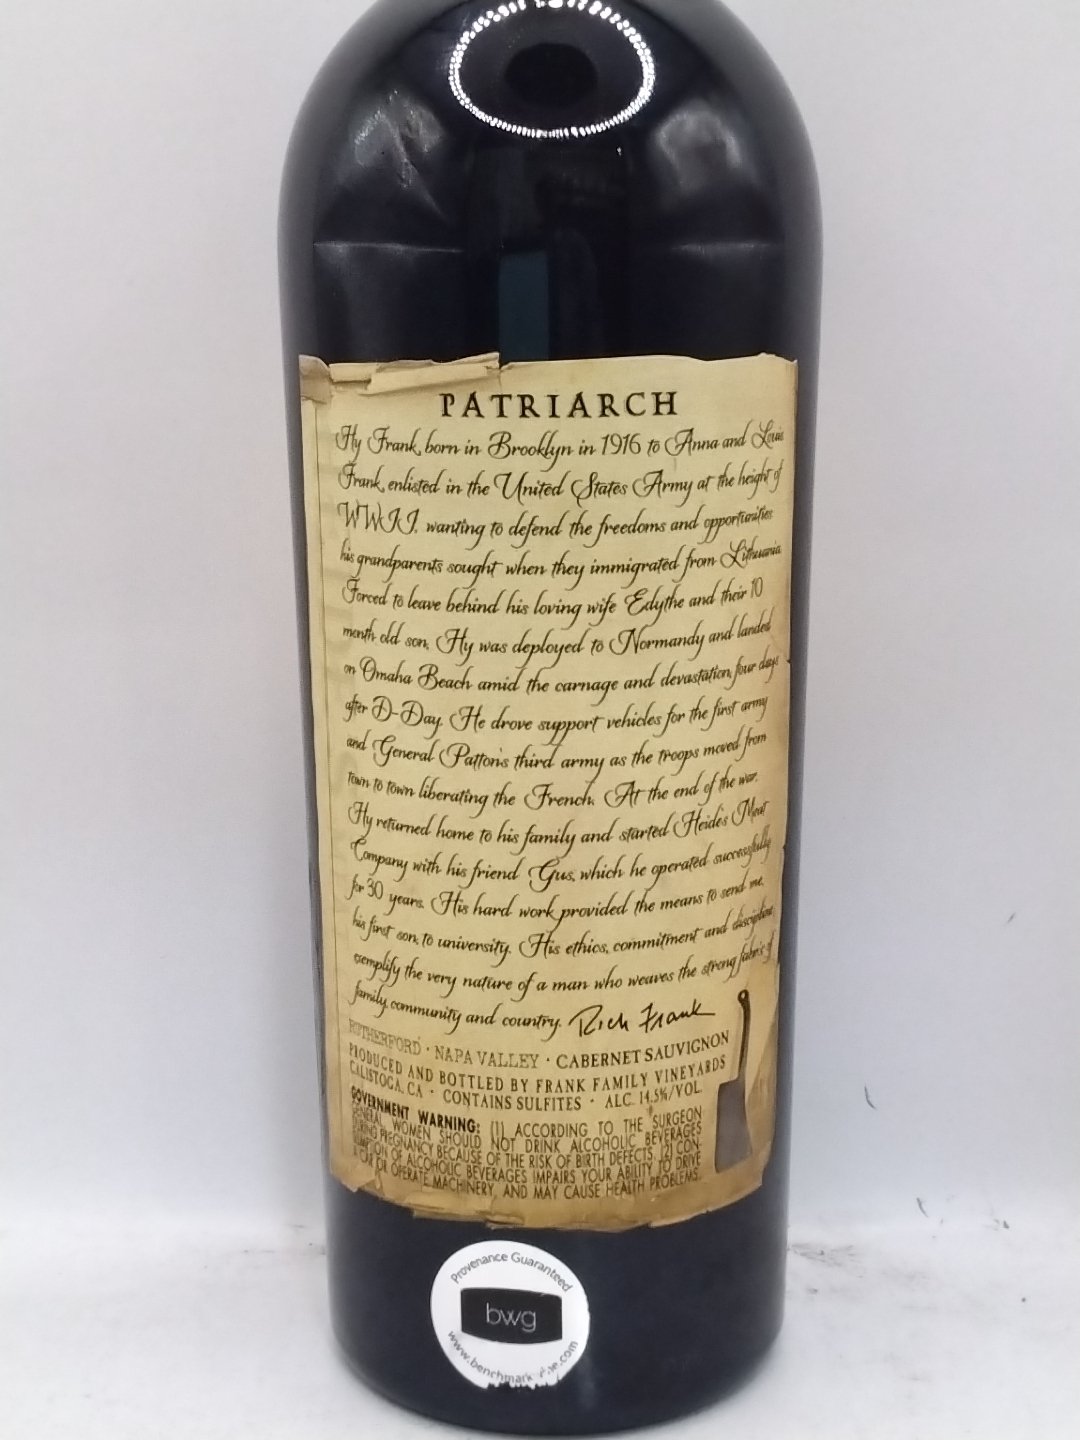 PATRIARCH
Hy Frank, born in Brooklyn in 1916 to Anna and Louis
Frank, enlisted in the United States Army at the height of
WWII, wanting to defend the freedoms and opportunities
his grandparents sought when they immigrated from Lithuania.
Forced to leave behind his loving wife Edythe and their 10
month old son, Hy was deployed to Normandy and landed
on Omaha Beach amid the carnage and devastation, four days
after D-Day. He drove support vehicles for the first army
and General Patton's third army as the troops moved from
town to town liberating the French. At the end of the war,
Hy returned home to his family and started Heide's Meat
Company with his friend Gus, which he operated successfully
for 30 years. His hard work provided the means to send me,
his first son, to university. His ethics, commitment and discipline
exemplify the very nature of a man who weaves the strong fabric of
family, community and country. Rich Frank
RUTHERFORD · NAPA VALLEY · CABERNET SAUVIGNON
PRODUCED AND BOTTLED BY FRANK FAMILY VINEYARDS
CALISTOGA, CA · CONTAINS SULFITES · ALC. 14.5%/VOL.
GOVERNMENT WARNING: (1) ACCORDING TO THE SURGEON
GENERAL, WOMEN SHOULD NOT DRINK ALCOHOLIC BEVERAGES
DURING PREGNANCY BECAUSE OF THE RISK OF BIRTH DEFECTS. (2) CON-
SUMPTION OF ALCOHOLIC BEVERAGES IMPAIRS YOUR ABILITY TO DRIVE
A CAR OR OPERATE MACHINERY, AND MAY CAUSE HEALTH PROBLEMS.
Provenance Guaranteed
bwg